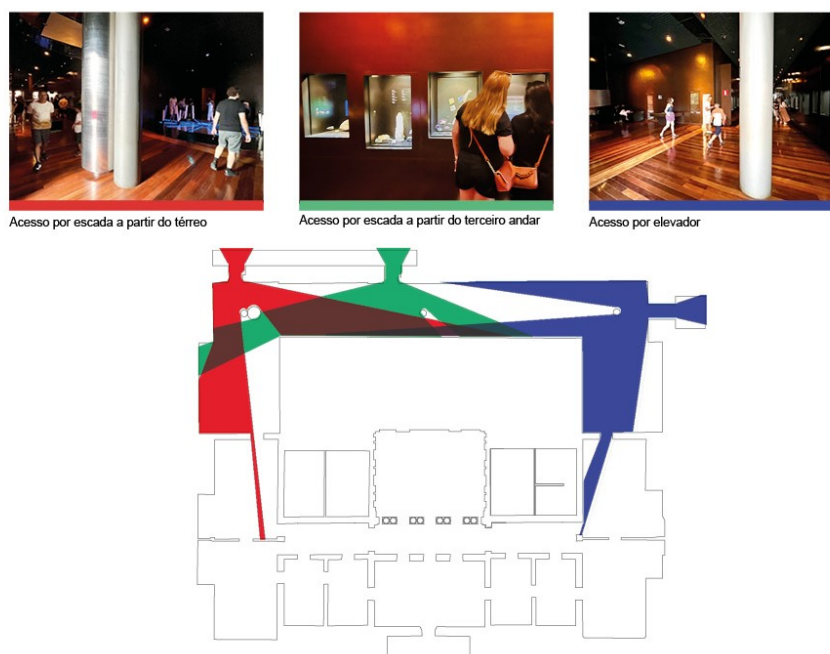 Acesso por escada a partir do térreo
Acesso por escada a partir do terceiro andar
Acesso por elevador